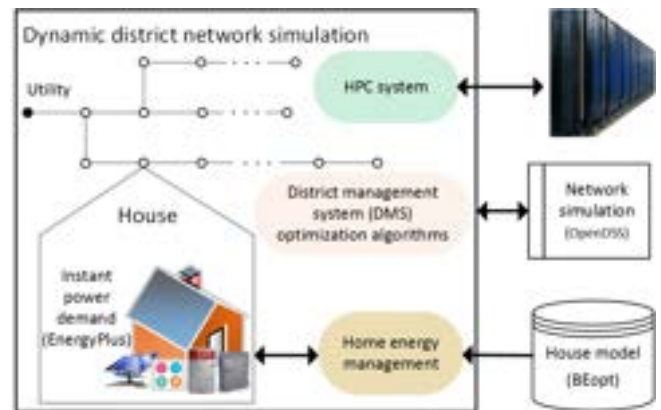 Dynamic district network simulation
Utility
HPC system
District management
system (DMS)
optimization algorithms
Network
simulation
(OpenDSS)
House
Instant
power
demand
(EnergyPlus)
Home energy
management
House model
(BEopt)